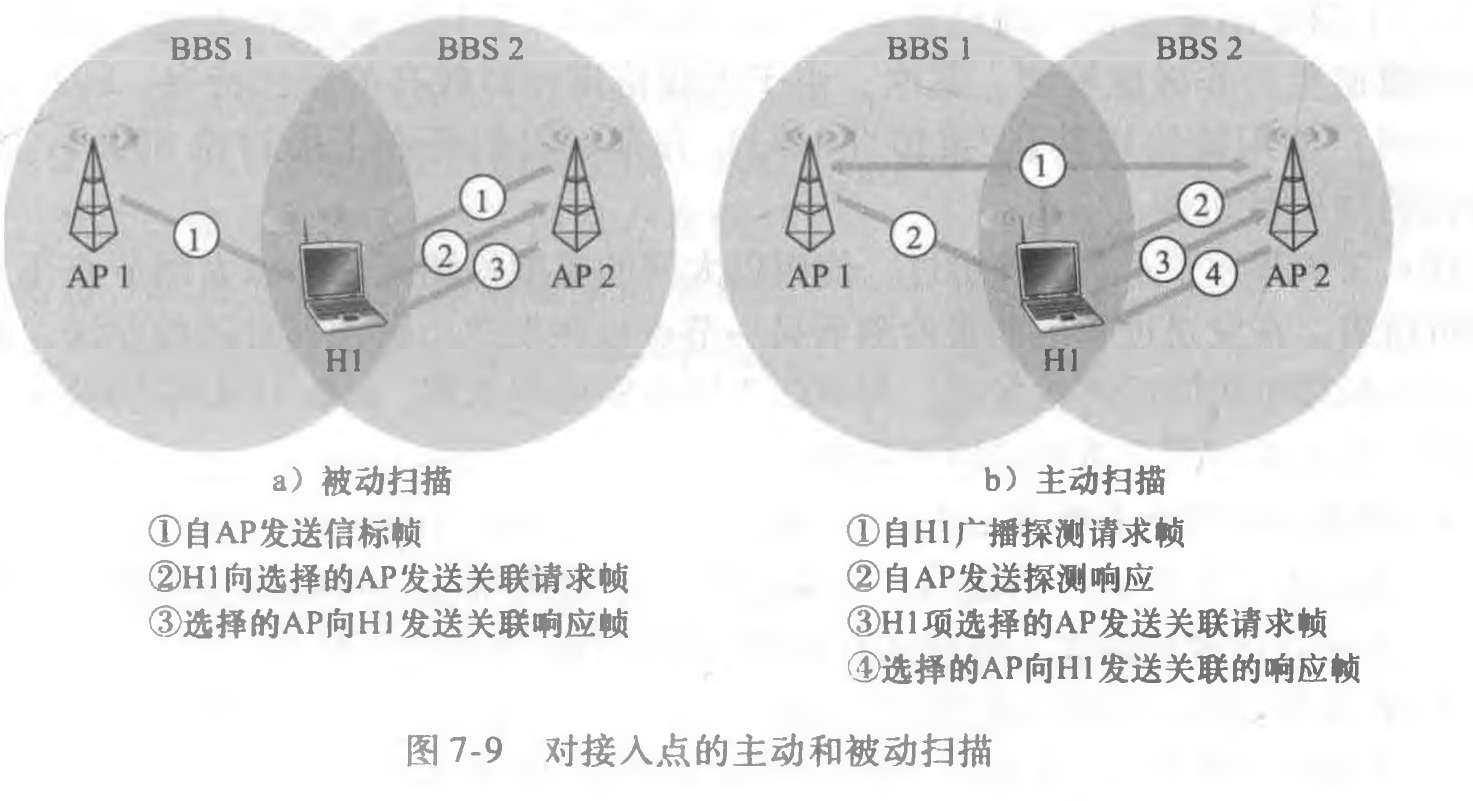 BBS 1 BBS 2
① ① ② ③
AP 1 AP 2
H1
a）被动扫描
①自AP发送信标帧
②H1向选择的AP发送关联请求帧
③选择的AP向H1发送关联响应帧
BBS 1 BBS 2
① ② ② ③ ④
AP 1 AP 2
H1
b）主动扫描
①自H1广播探测请求帧
②自AP发送探测响应
③H1项选择的AP发送关联请求帧
④选择的AP向H1发送关联的响应帧
图 7-9 对接入点的主动和被动扫描